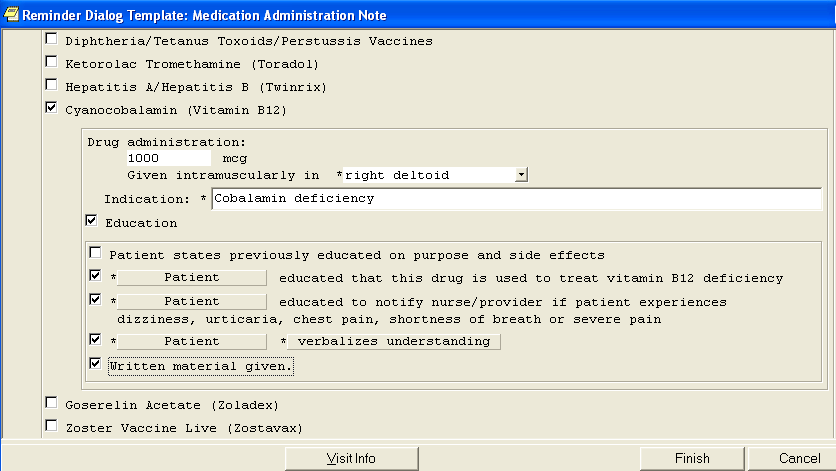 Reminder Dialog Template: Medication Administration Note
Diphtheria/Tetanus Toxoids/Perstussis Vaccines
Ketorolac Tromethamine (Toradol)
Hepatitis A/Hepatitis B (Twinrix)
Cyanocobalamin (Vitamin B12)
Drug administration:
1000 mcg
Given intramuscularly in *right deltoid
Indication: * Cobalamin deficiency
Education
Patient states previously educated on purpose and side effects
* Patient educated that this drug is used to treat vitamin B12 deficiency
* Patient educated to notify nurse/provider if patient experiences
dizziness, urticaria, chest pain, shortness of breath or severe pain
* Patient * verbalizes understanding
Written material given.
Goserelin Acetate (Zoladex)
Zoster Vaccine Live (Zostavax)
Visit Info Finish Cancel